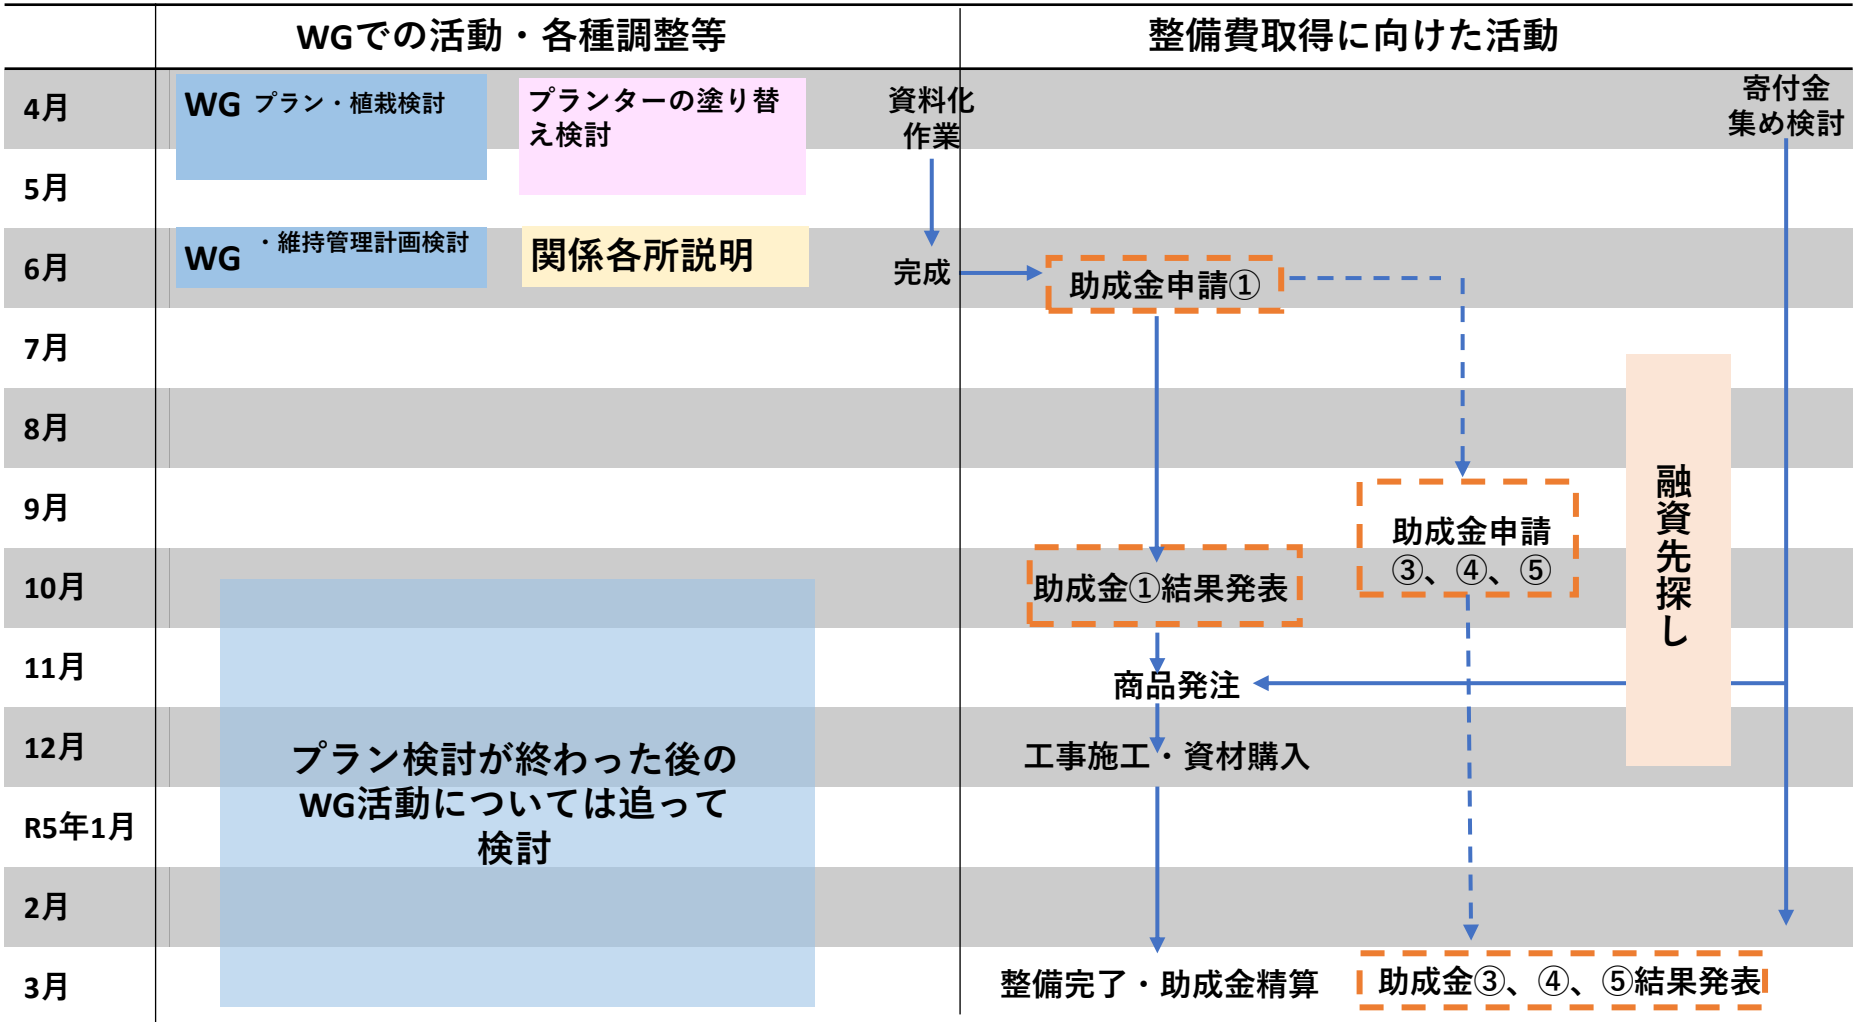 WGでの活動・各種調整等
整備費取得に向けた活動
4月
WG プラン・植栽検討
プランターの塗り替
え検討
資料化
作業
寄付金
集め検討
5月
6月
WG ・維持管理計画検討
関係各所説明
完成
助成金申請①
7月
8月
9月
助成金申請
③、④、⑤
融資先探し
10月
助成金①結果発表
11月
商品発注
12月
工事施工・資材購入
プラン検討が終わった後の
WG活動については追って
検討
R5年1月
2月
3月
整備完了・助成金精算
助成金③、④、⑤結果発表